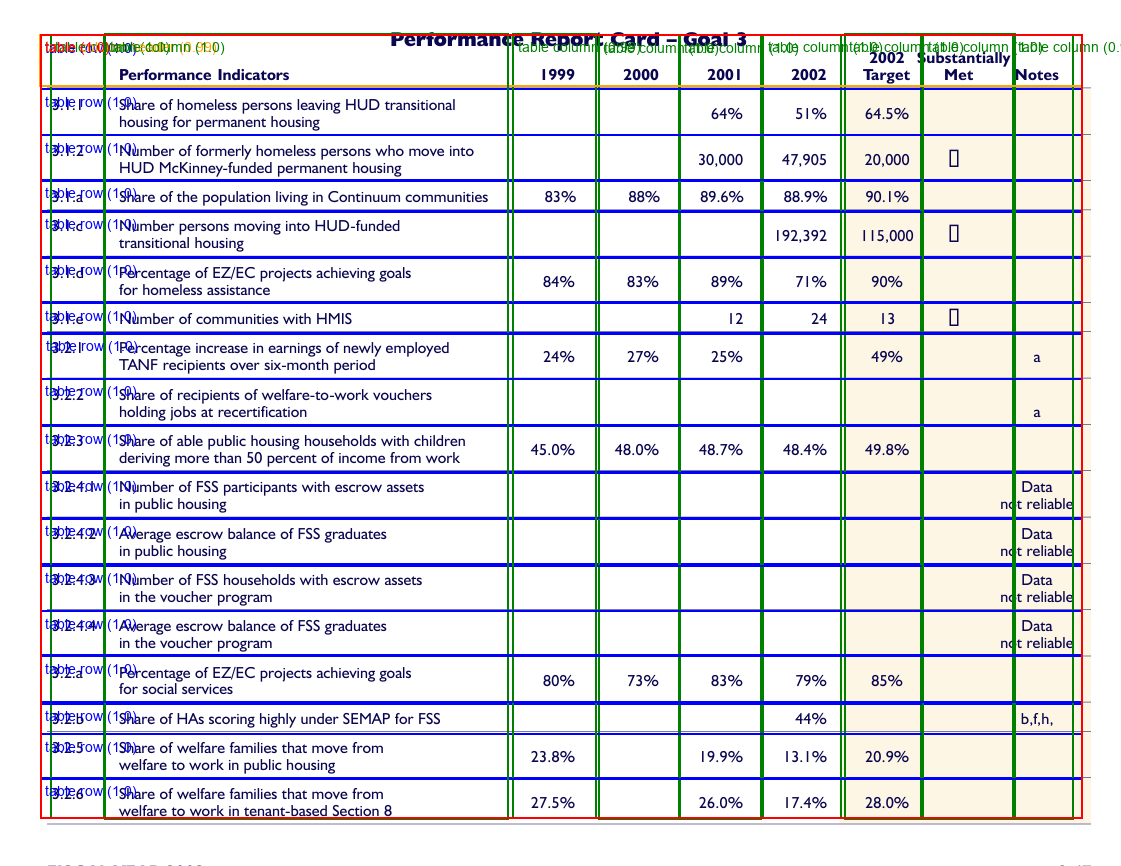 Performance Report Card – Goal 3
Performance Indicators 1999 2000 2001 2002 2002 Target Substantially Met Notes
3.1.1 Share of homeless persons leaving HUD transitional
housing for permanent housing 64% 51% 64.5%
3.1.2 Number of formerly homeless persons who move into
HUD McKinney-funded permanent housing 30,000 47,905 20,000
3.1.a Share of the population living in Continuum communities 83% 88% 89.6% 88.9% 90.1%
3.1.c Number persons moving into HUD-funded
transitional housing 192,392 115,000
3.1.d Percentage of EZ/EC projects achieving goals
for homeless assistance 84% 83% 89% 71% 90%
3.1.e Number of communities with HMIS 12 24 13
3.2.1 Percentage increase in earnings of newly employed
TANF recipients over six-month period 24% 27% 25% 49% a
3.2.2 Share of recipients of welfare-to-work vouchers
holding jobs at recertification a
3.2.3 Share of able public housing households with children
deriving more than 50 percent of income from work 45.0% 48.0% 48.7% 48.4% 49.8%
3.2.4.1 Number of FSS participants with escrow assets Data
in public housing not reliable
3.2.4.2 Average escrow balance of FSS graduates Data
in public housing not reliable
3.2.4.3 Number of FSS households with escrow assets Data
in the voucher program not reliable
3.2.4.4 Average escrow balance of FSS graduates Data
in the voucher program not reliable
3.2.a Percentage of EZ/EC projects achieving goals
for social services 80% 73% 83% 79% 85%
3.2.b Share of HAs scoring highly under SEMAP for FSS 44% b,f,h,
3.2.5 Share of welfare families that move from
welfare to work in public housing 23.8% 19.9% 13.1% 20.9%
3.2.6 Share of welfare families that move from
welfare to work in tenant-based Section 8 27.5% 26.0% 17.4% 28.0%